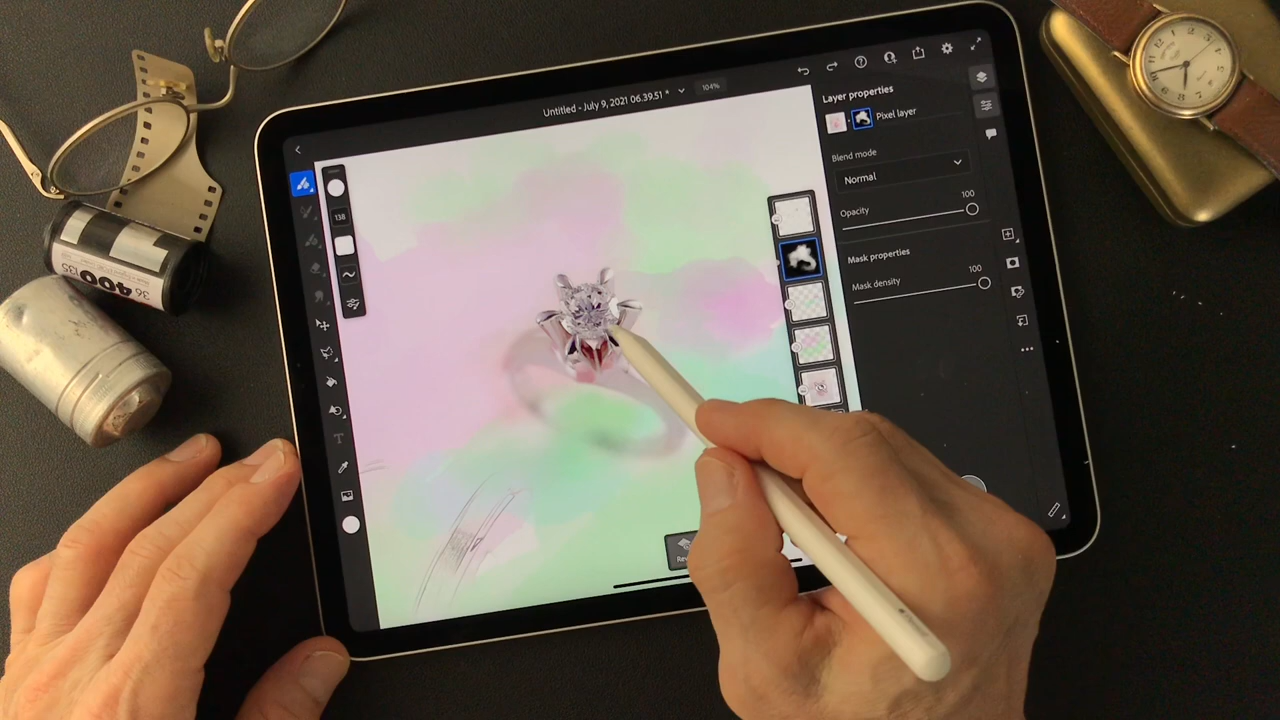 Untitled - July 9, 2021 06.39.51 *
104%
138
T
Layer properties
Pixel layer
Blend mode
Normal
100
Opacity
Mask properties
100
Mask density
400
36
135